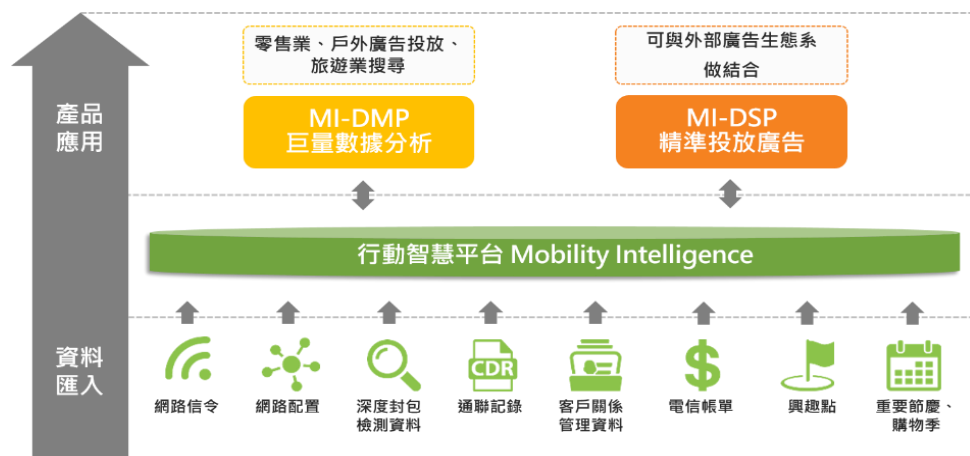 零售業、戶外廣告投放、
旅遊業搜尋
可與外部廣告生態系
做結合
產品
應用
MI-DMP
巨量數據分析
MI-DSP
精準投放廣告
行動智慧平台 Mobility Intelligence
資料
匯入
CDR
$
網路信令
網路配置
深度封包
檢測資料
通聯記錄
客戶關係
管理資料
電信帳單
興趣點
重要節慶、
購物季